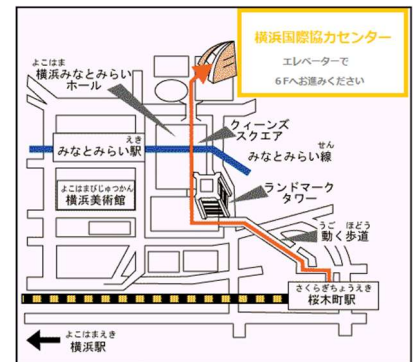 横浜国際協力センター
エレベーターで
６Fへお進みください
よこはま
横浜みなとみらい
ホール
クィーンズ
スクエア
えき
みなとみらい駅
せん
みなとみらい線
よこはまびじゅつかん
横浜美術館
ランドマーク
タワー
うご ほどう
動く歩道
さくらぎちょうえき
桜木町駅
よこはまえき
横浜駅